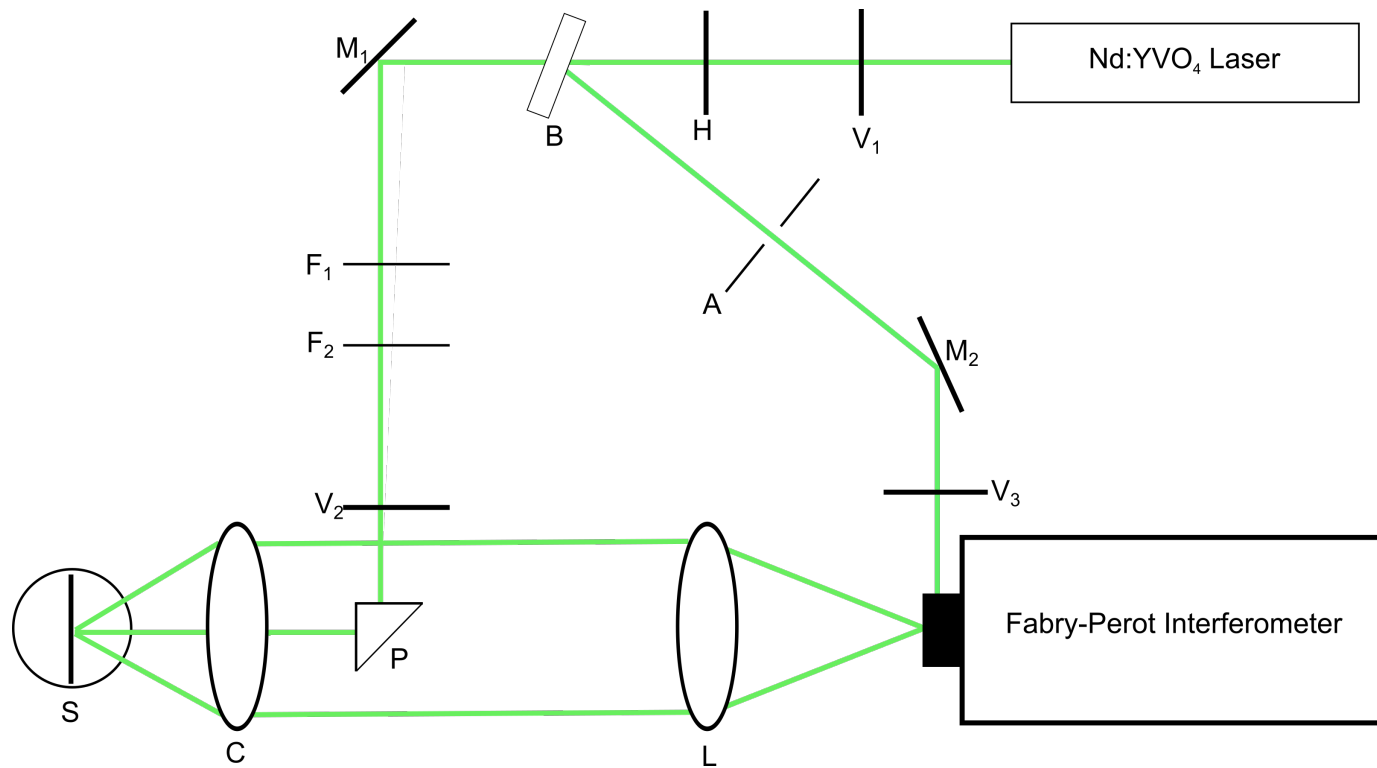 M₁
Nd:YVO₄ Laser
B
H
V₁
F₁
A
F₂
M₂
V₂
V₃
Fabry-Perot Interferometer
P
S
C
L